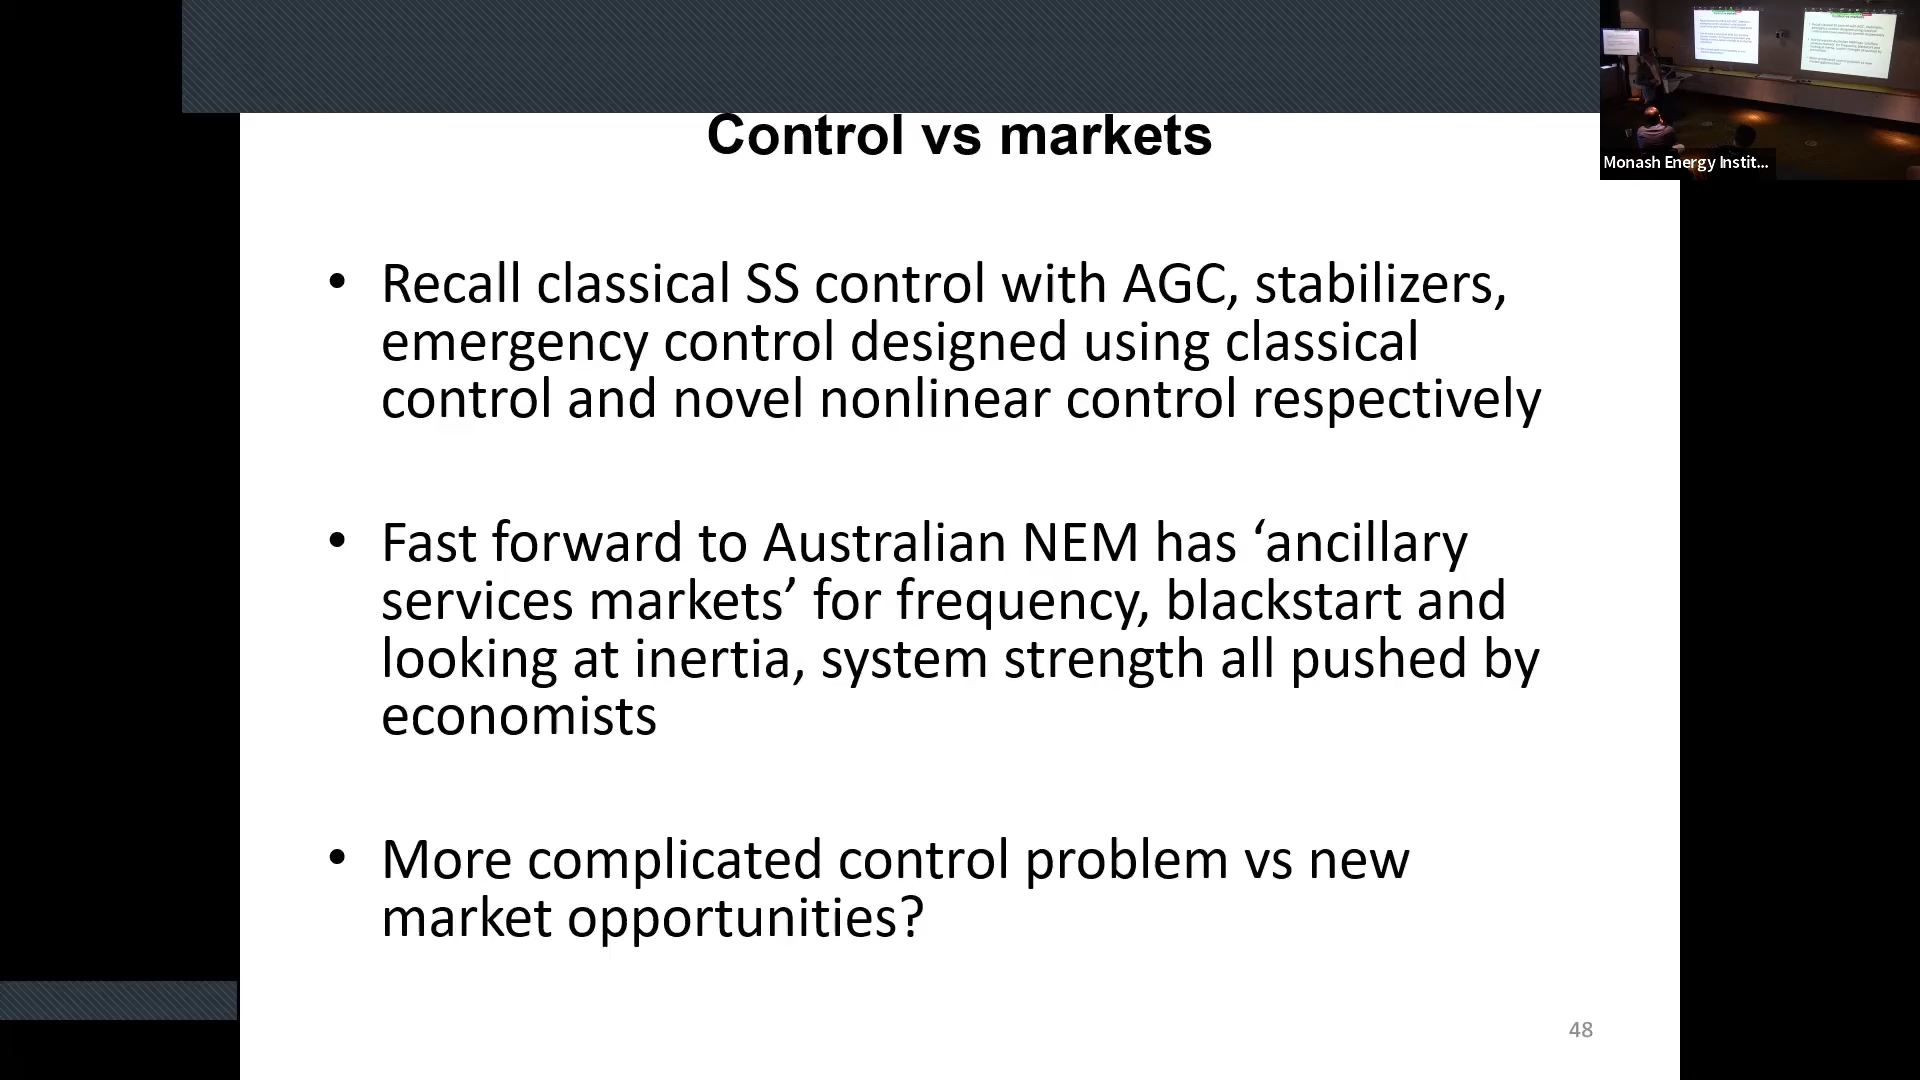 Control vs markets
Monash Energy Instit...
• Recall classical SS control with AGC, stabilizers,
emergency control designed using classical
control and novel nonlinear control respectively
• Fast forward to Australian NEM has ‘ancillary
services markets’ for frequency, blackstart and
looking at inertia, system strength all pushed by
economists
• More complicated control problem vs new
market opportunities?
48